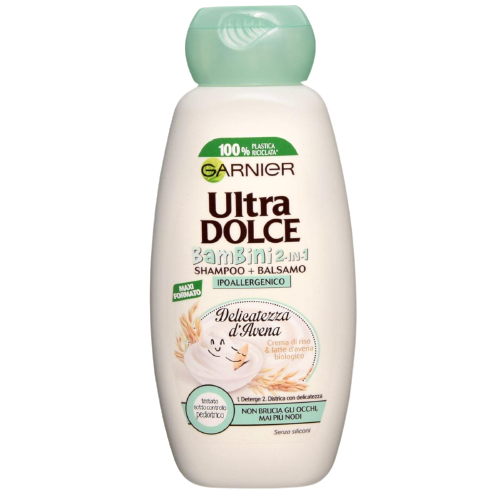 100% PLASTICA
RICICLATA*
GARNIER
Ultra
DOLCE
BamBini 2-IN-1
SHAMPOO + BALSAMO
IPOALLERGENICO
MAXI
FORMATO
Delicatezza
d'Avena
Crema di riso
& latte d'avena
biologico
1. Deterge 2. Districa con delicatezza
testato
sotto controllo
pediatrico
NON BRUCIA GLI OCCHI,
MAI PIÙ NODI
Senza siliconi